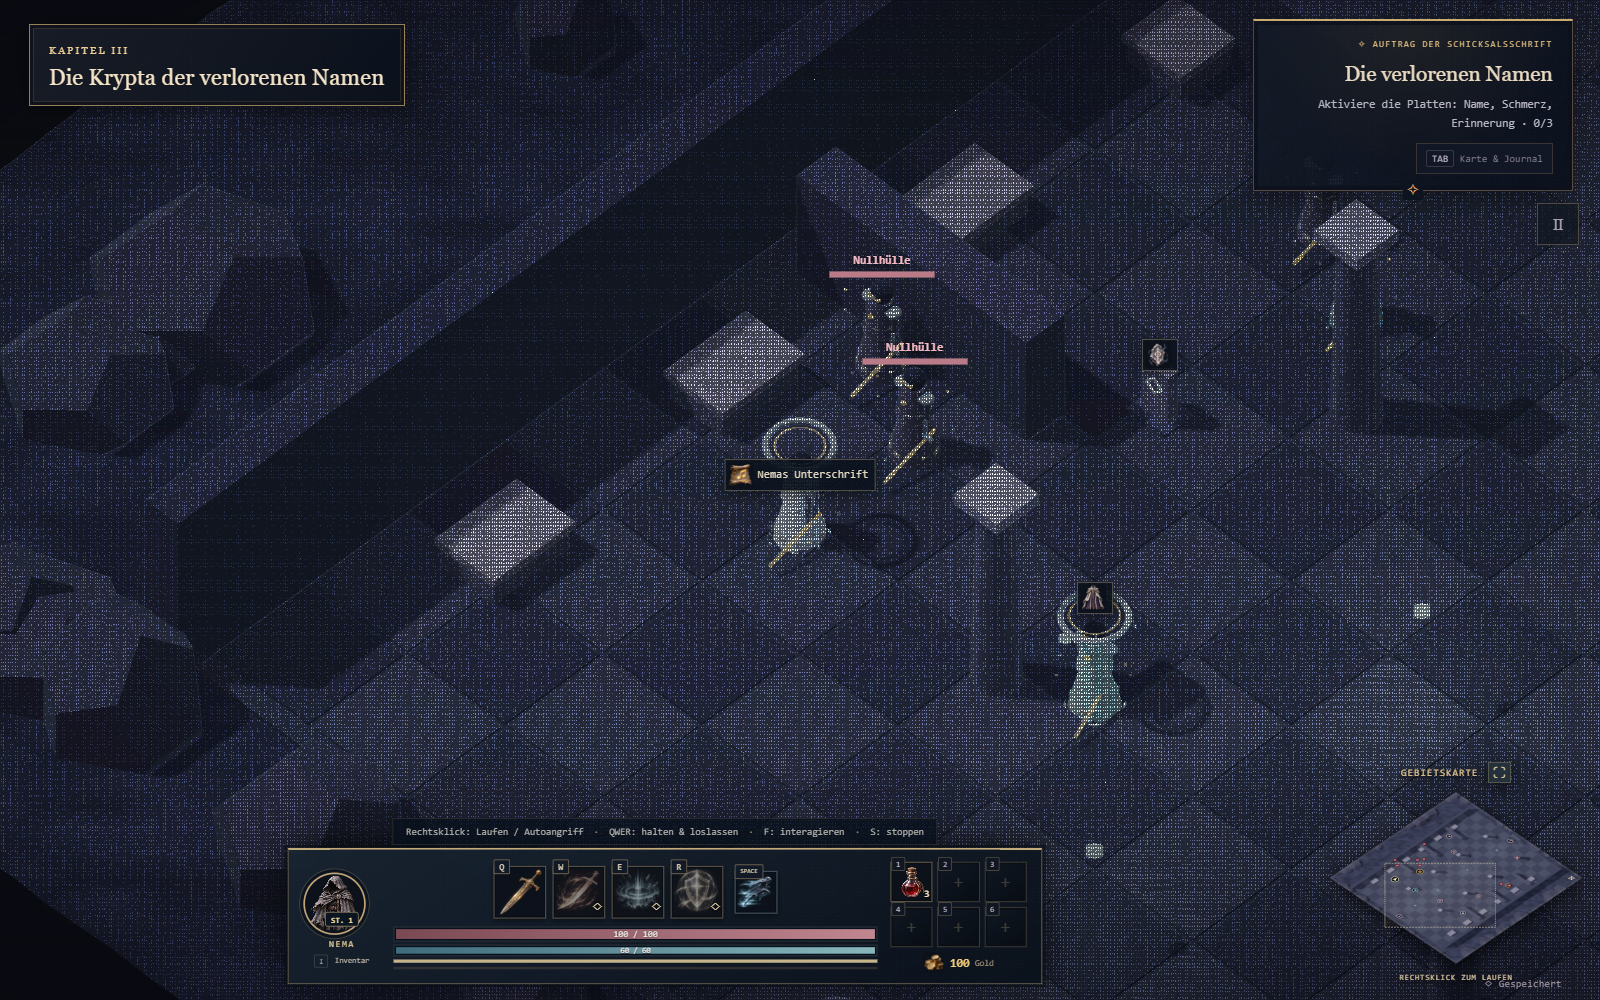 KAPITEL III
Die Krypta der verlorenen Namen
AUFTRAG DER SCHICKSALSSCHRIFT
Die verlorenen Namen
Aktiviere die Platten: Name, Schmerz,
Erinnerung · 0/3
TAB Karte & Journal
II
Nullhülle
Nullhülle
Nemas Unterschrift
GEBIETSKARTE
Rechtsklick: Laufen / Autoangriff · QWER: halten & loslassen · F: interagieren · S: stoppen
Q W E R SPACE
1 2 3
3
4 5 6
ST. 1
NEMA
I Inventar
100 / 100
60 / 60
100 Gold
RECHTSKLICK ZUM LAUFEN
Gespeichert